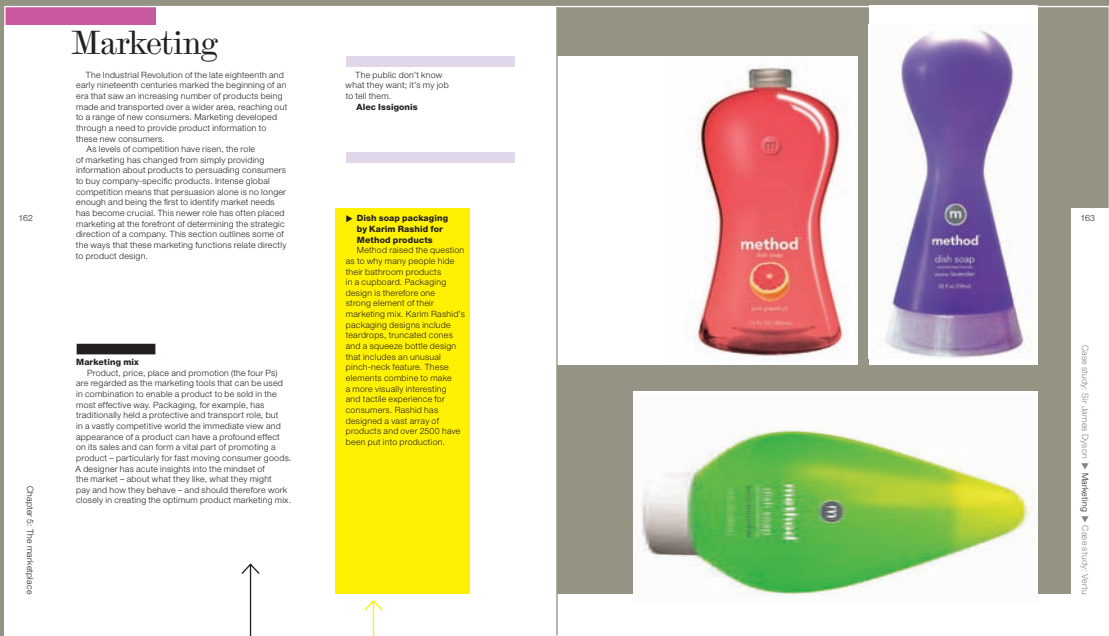 Marketing
The Industrial Revolution of the late eighteenth and
early nineteenth centuries marked the beginning of an
era that saw an increasing number of products being
made and transported over a wider area, reaching out
to a range of new consumers. Marketing developed
through a need to provide product information to
these new consumers.
As levels of competition have risen, the role
of marketing has changed from simply providing
information about products to persuading consumers
to buy company-specific products. Intense global
competition means that persuasion alone is no longer
enough and being the first to identify market needs
has become crucial. This newer role has often placed
marketing at the forefront of determining the strategic
direction of a company. This section outlines some of
the ways that these marketing functions relate directly
to product design.
162
Marketing mix
Product, price, place and promotion (the four Ps)
are regarded as the marketing tools that can be used
in combination to enable a product to be sold in the
most effective way. Packaging, for example, has
traditionally held a protective and transport role, but
in a vastly competitive world the immediate view and
appearance of a product can have a profound effect
on its sales and can form a vital part of promoting a
product – particularly for fast moving consumer goods.
A designer has acute insights into the mindset of
the market – about what they like, what they might
pay and how they behave – and should therefore work
closely in creating the optimum product marketing mix.
Chapter 5: The marketplace
The public don't know
what they want; it's my job
to tell them.
Alec Issigonis
▶ Dish soap packaging
by Karim Rashid for
Method products
Method raised the question
as to why many people hide
their bathroom products
in a cupboard. Packaging
design is therefore one
strong element of their
marketing mix. Karim Rashid's
packaging designs include
teardrops, truncated cones
and a squeeze bottle design
that includes an unusual
pinch-neck feature. These
elements combine to make
a more visually interesting
and tactile experience for
consumers. Rashid has
designed a vast array of
products and over 2500 have
been put into production.
m
method
dish soap
pink grapefruit
m
method
dish soap
lavender
m
method
dish soap
163
Case study: Sir James Dyson ▶ Marketing ▶ Case study: Vertu